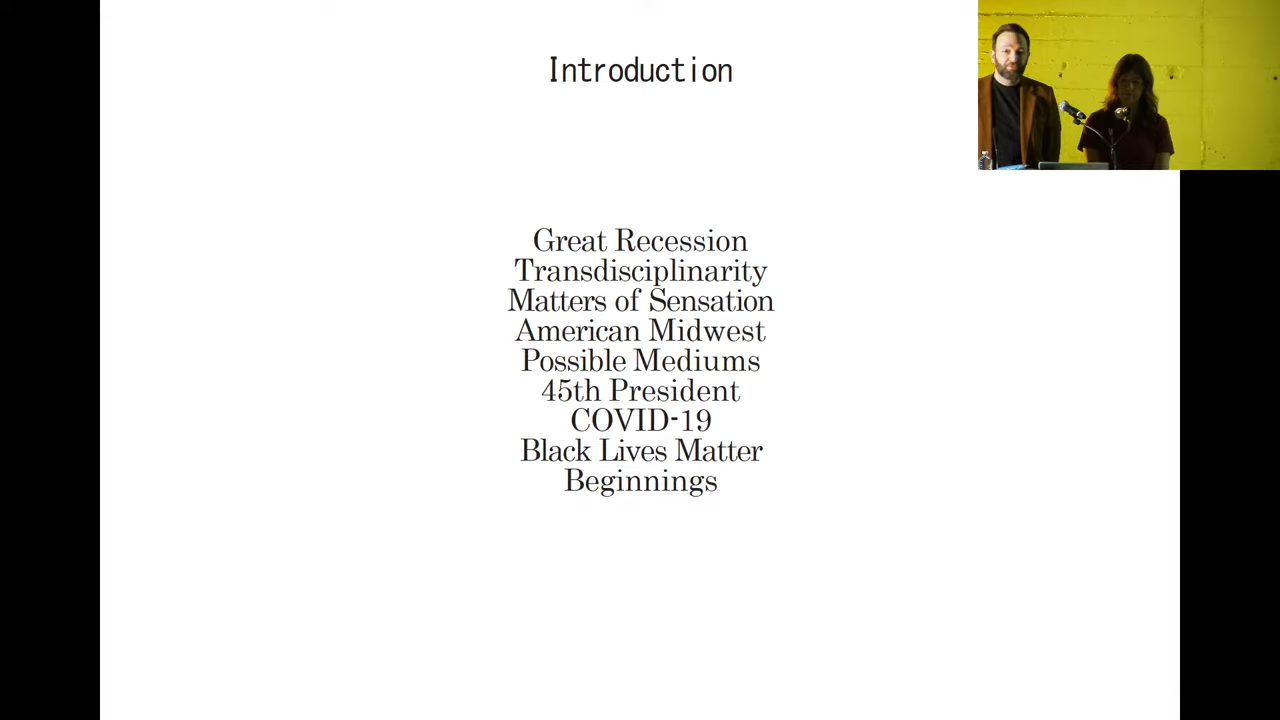 Introduction
Great Recession
Transdisciplinarity
Matters of Sensation
American Midwest
Possible Mediums
45th President
COVID-19
Black Lives Matter
Beginnings